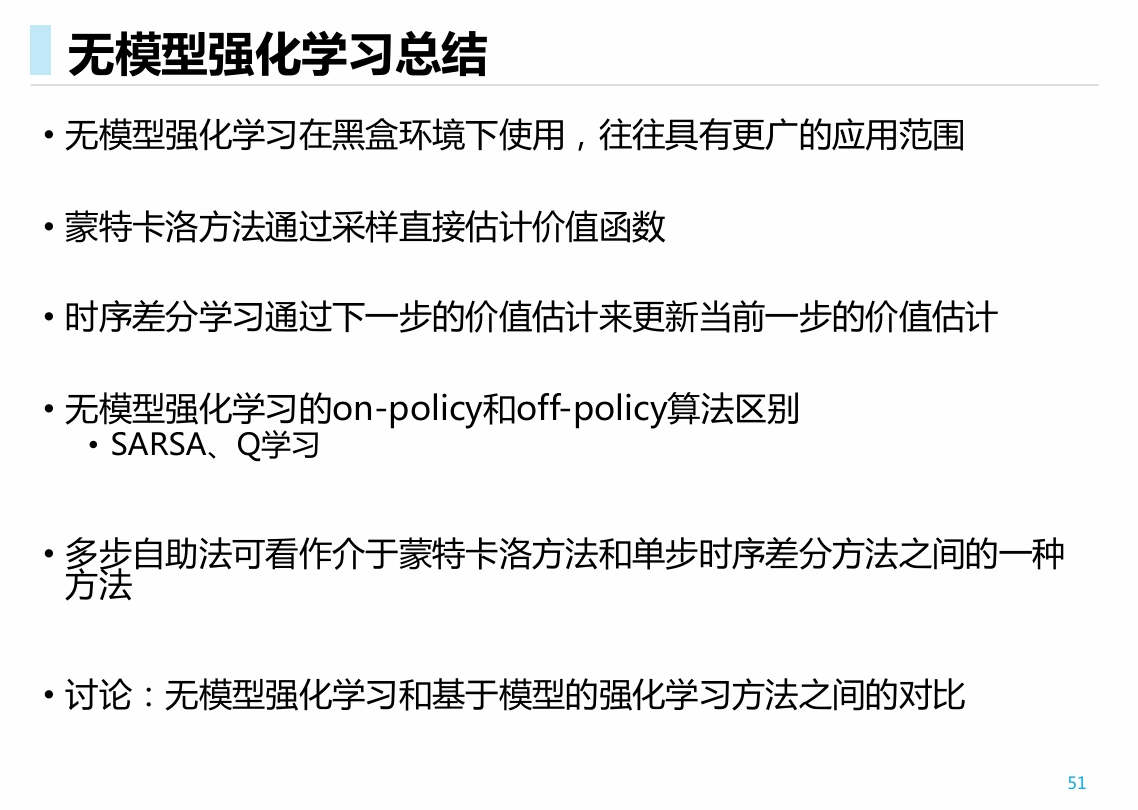 无模型强化学习总结
• 无模型强化学习在黑盒环境下使用，往往具有更广的应用范围
• 蒙特卡洛方法通过采样直接估计价值函数
• 时序差分学习通过下一步的价值估计来更新当前一步的价值估计
• 无模型强化学习的on-policy和off-policy算法区别
• SARSA、Q学习
• 多步自助法可看作介于蒙特卡洛方法和单步时序差分方法之间的一种
方法
• 讨论：无模型强化学习和基于模型的强化学习方法之间的对比
51